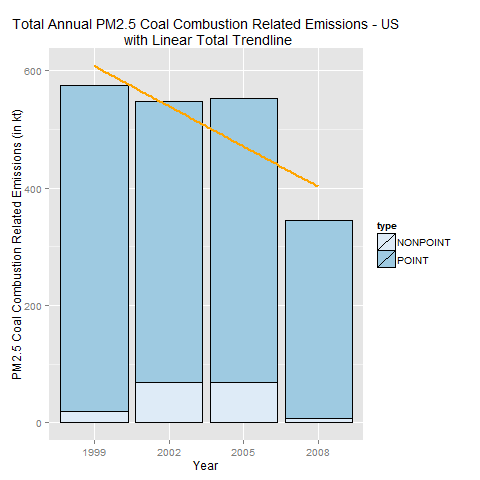 Total Annual PM2.5 Coal Combustion Related Emissions - US
with Linear Total Trendline
PM2.5 Coal Combustion Related Emissions (in kt)
600
400
200
0
1999 2002 2005 2008
Year
type
NONPOINT
POINT